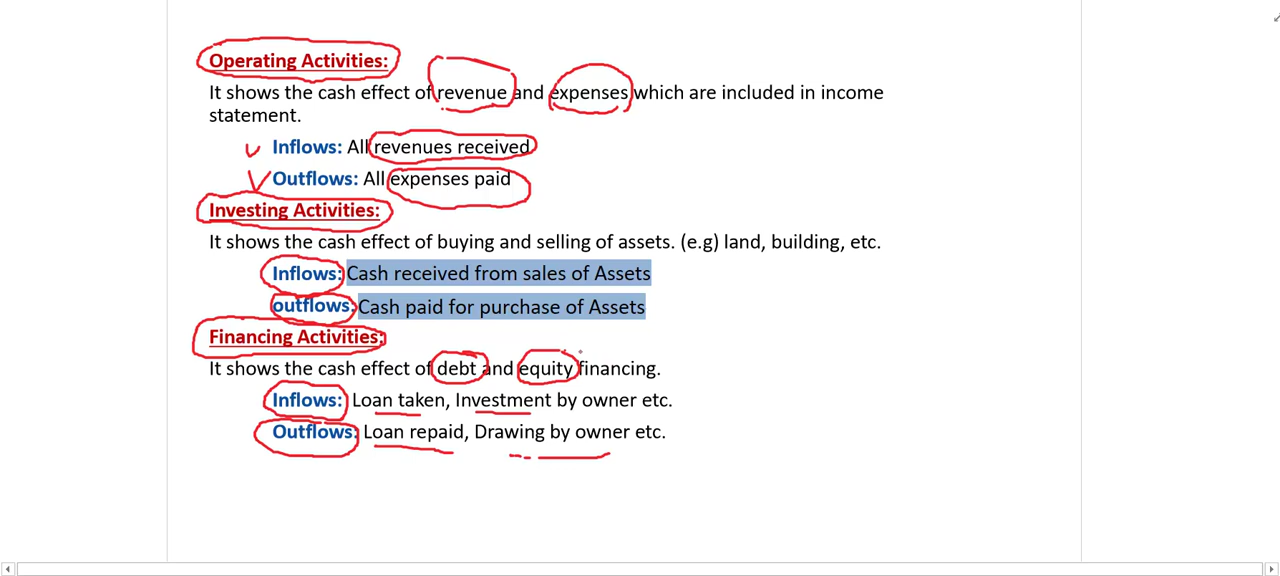 Operating Activities:
It shows the cash effect of revenue and expenses which are included in income
statement.
Inflows: All revenues received
Outflows: All expenses paid
Investing Activities:
It shows the cash effect of buying and selling of assets. (e.g) land, building, etc.
Inflows: Cash received from sales of Assets
outflows: Cash paid for purchase of Assets
Financing Activities:
It shows the cash effect of debt and equity financing.
Inflows: Loan taken, Investment by owner etc.
Outflows: Loan repaid, Drawing by owner etc.